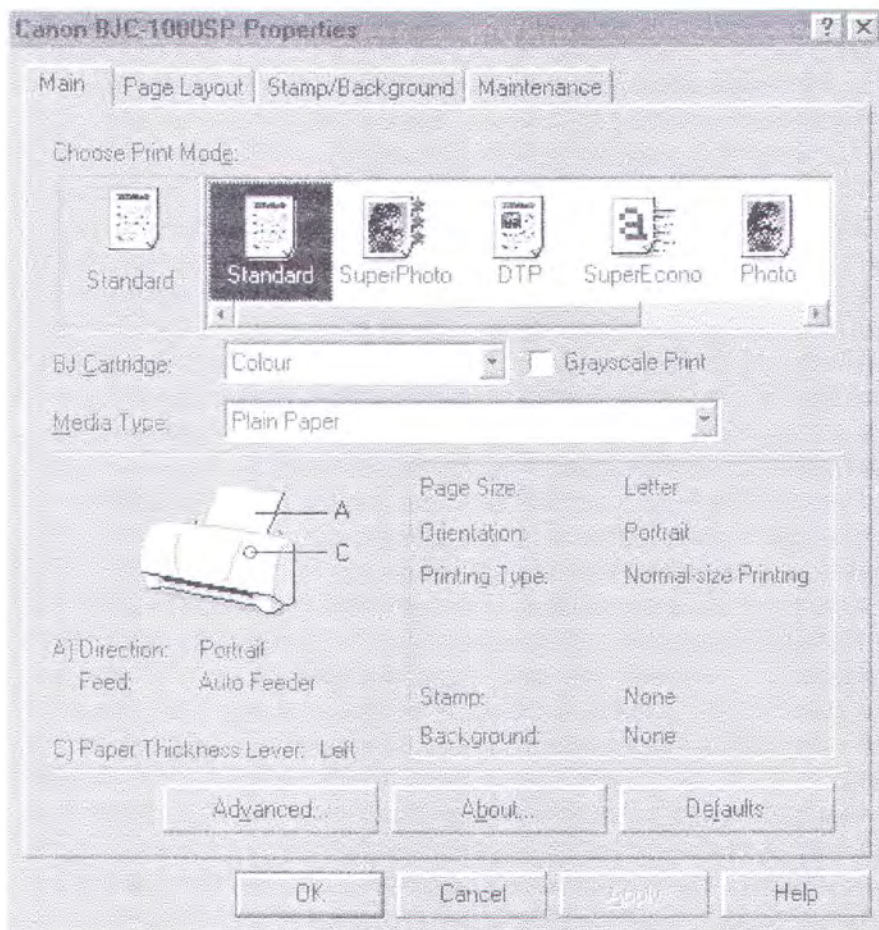 Canon BJC-1000SP Properties
Main Page Layout Stamp/Background Maintenance
Choose Print Mode:
Standard Standard SuperPhoto DTP SuperEcono Photo
BJ Cartridge: Colour Grayscale Print
Media Type: Plain Paper
A
C
Page Size: Letter
Orientation: Portrait
Printing Type: Normal-size Printing
A) Direction: Portrait
Feed: Auto Feeder
C) Paper Thickness Lever: Left
Stamp: None
Background: None
Advanced... About... Defaults
OK Cancel Apply Help